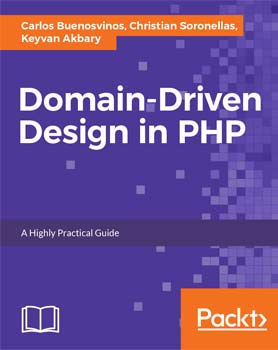 Carlos Buenosvinos, Christian Soronellas,
Keyvan Akbary
Domain-Driven
Design in PHP
A Highly Practical Guide
Packt>